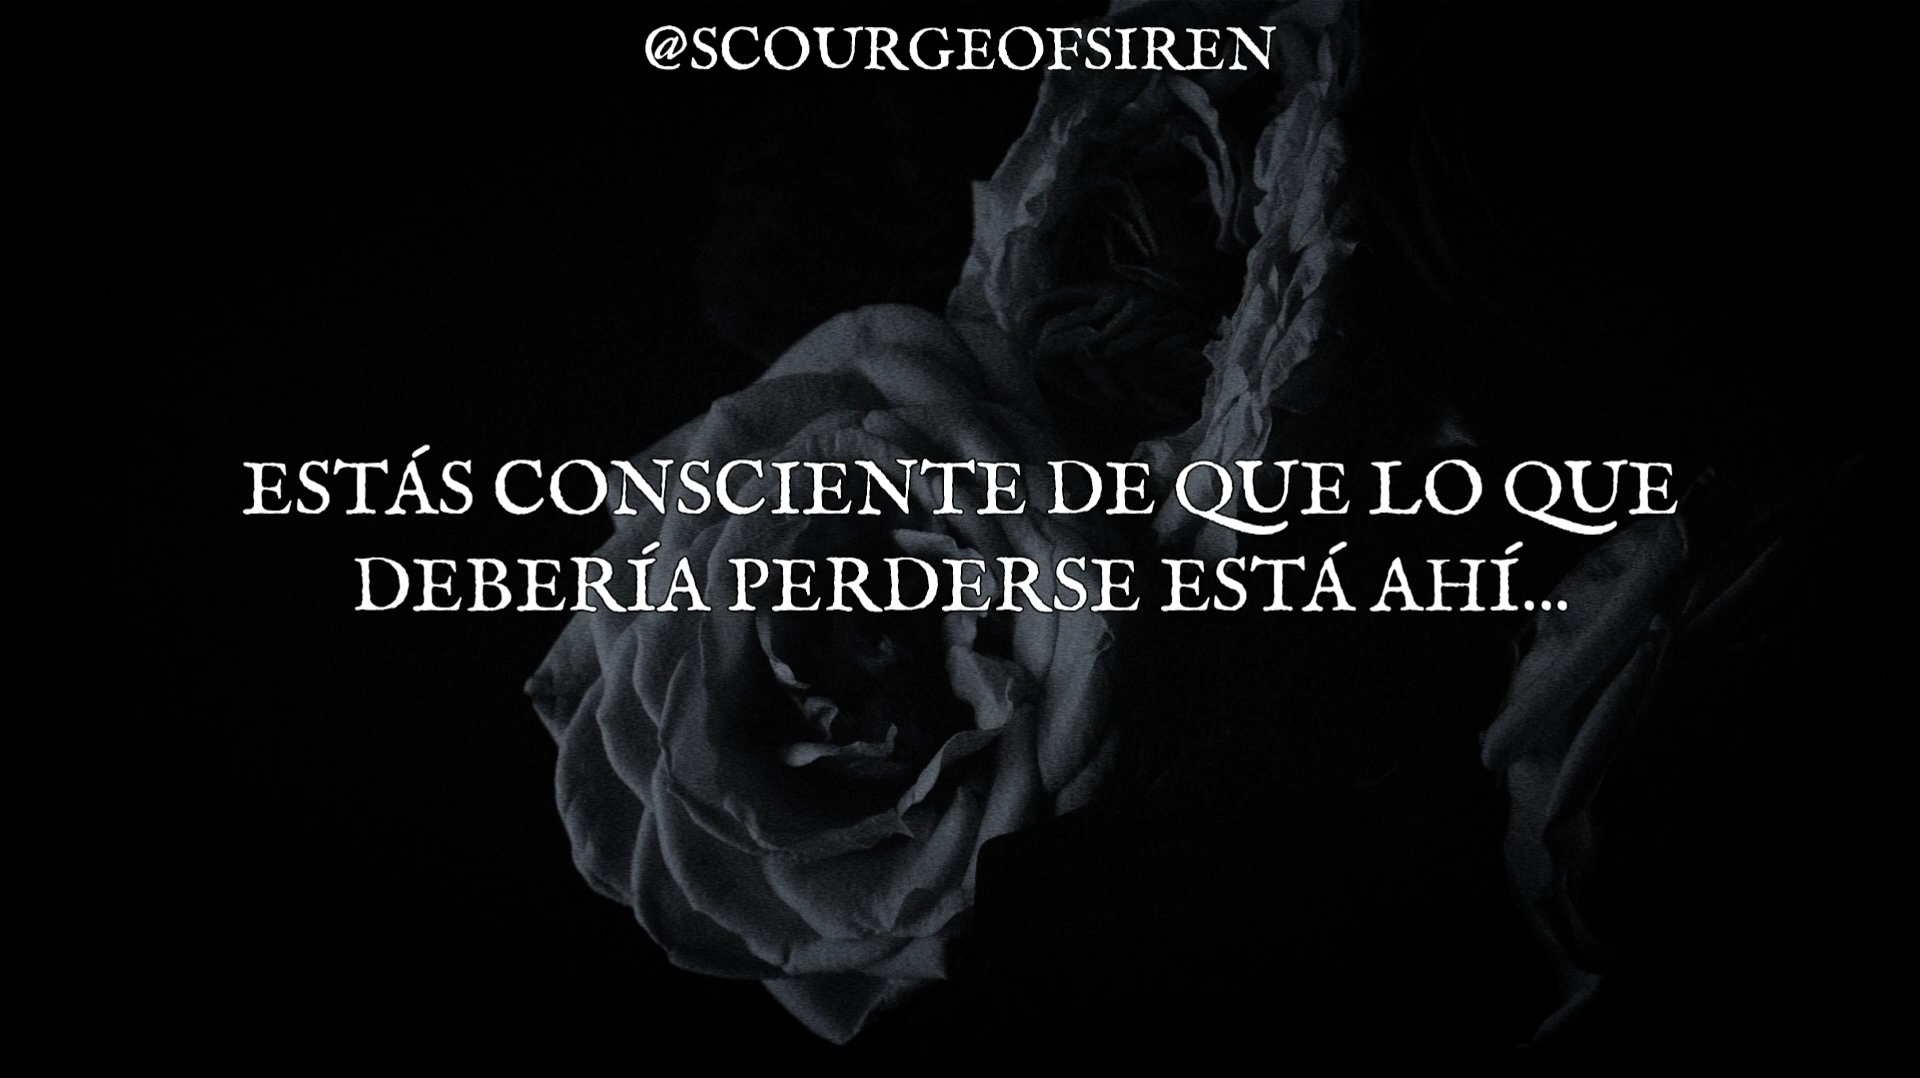 @SCOURGEOFSIREN
ESTÁS CONSCIENTE DE QUE LO QUE
DEBERÍA PERDERSE ESTÁ AHÍ...